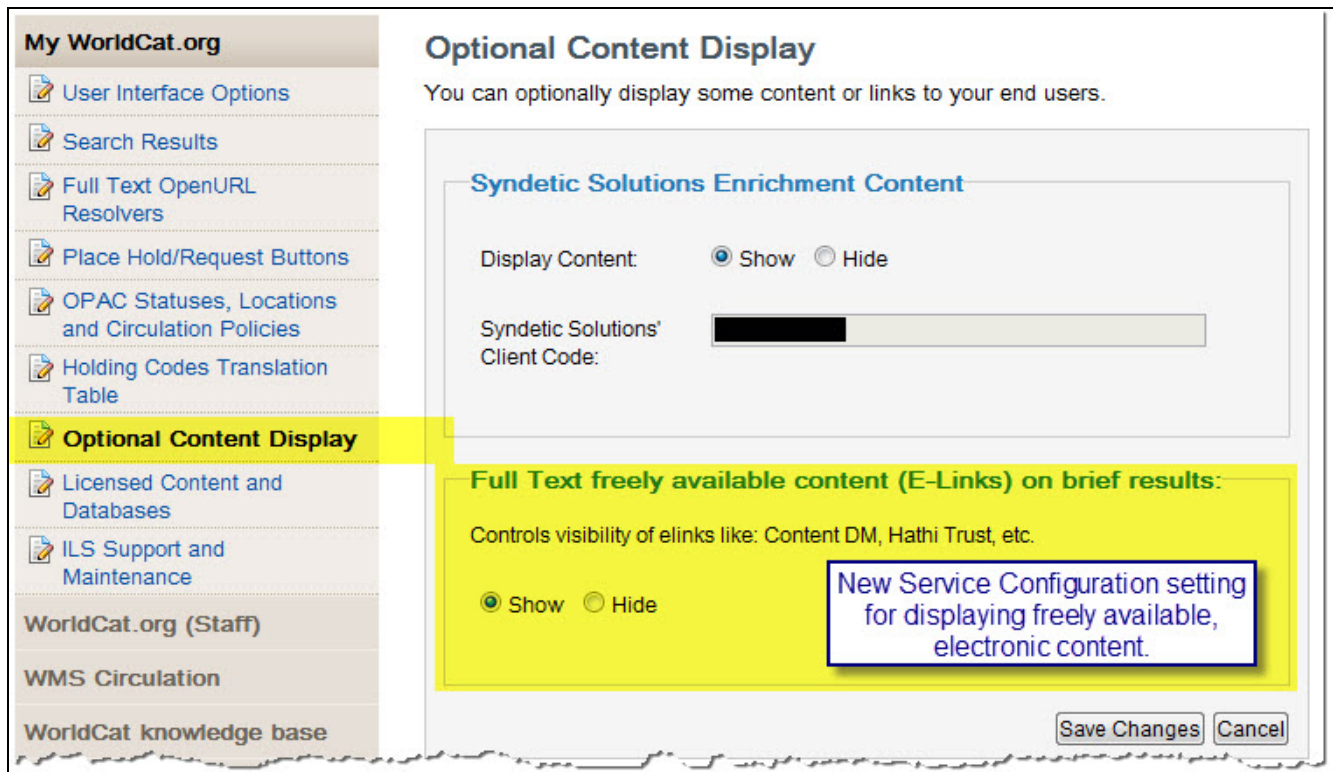 My WorldCat.org
User Interface Options
Search Results
Full Text OpenURL
Resolvers
Place Hold/Request Buttons
OPAC Statuses, Locations
and Circulation Policies
Holding Codes Translation
Table
Optional Content Display
Licensed Content and
Databases
ILS Support and
Maintenance
WorldCat.org (Staff)
WMS Circulation
WorldCat knowledge base
Optional Content Display
You can optionally display some content or links to your end users.
Syndetic Solutions Enrichment Content
Display Content: Show Hide
Syndetic Solutions'
Client Code:
Full Text freely available content (E-Links) on brief results:
Controls visibility of elinks like: Content DM, Hathi Trust, etc.
Show Hide
New Service Configuration setting
for displaying freely available,
electronic content.
Save Changes Cancel